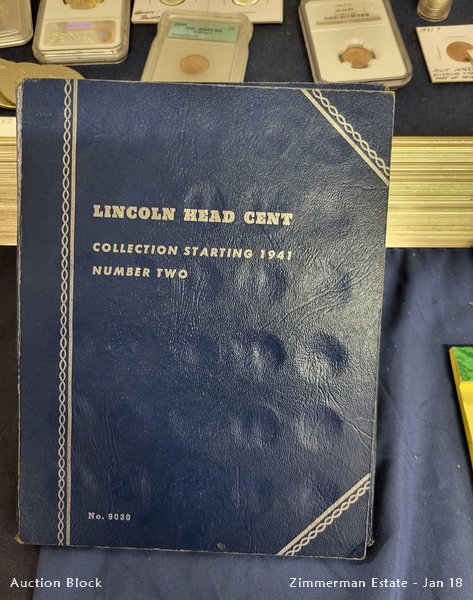 LINCOLN HEAD CENT
COLLECTION STARTING 1941
NUMBER TWO
No. 9030
Auction Block
Zimmerman Estate - Jan 18